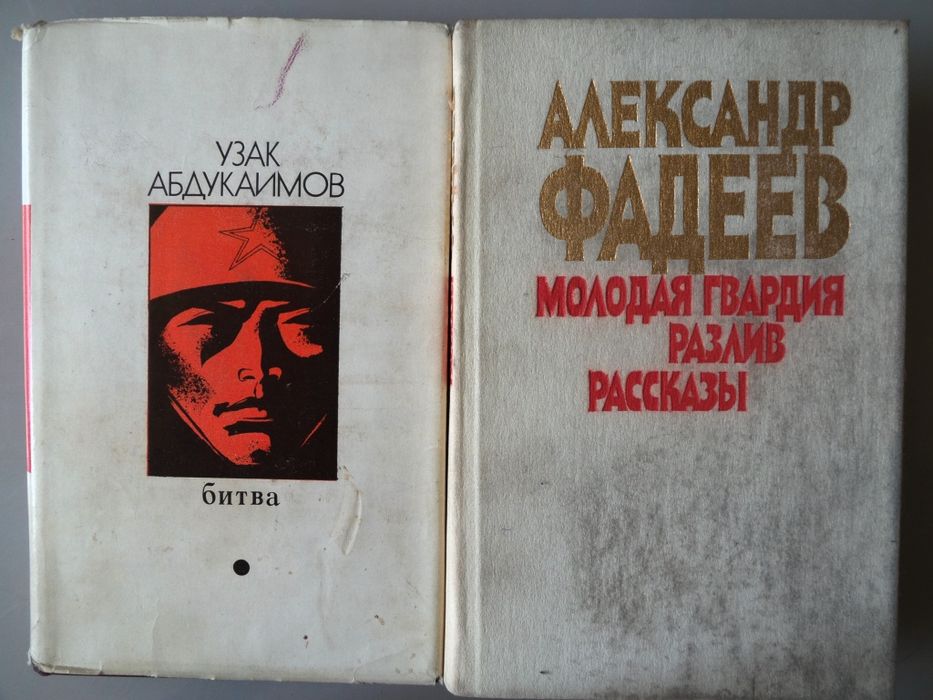 УЗАК
АБДУКАИМОВ
битва
АЛЕКСАНДР
ФАДЕЕВ
МОЛОДАЯ ГВАРДИЯ
РАЗЛИВ
РАССКАЗЫ